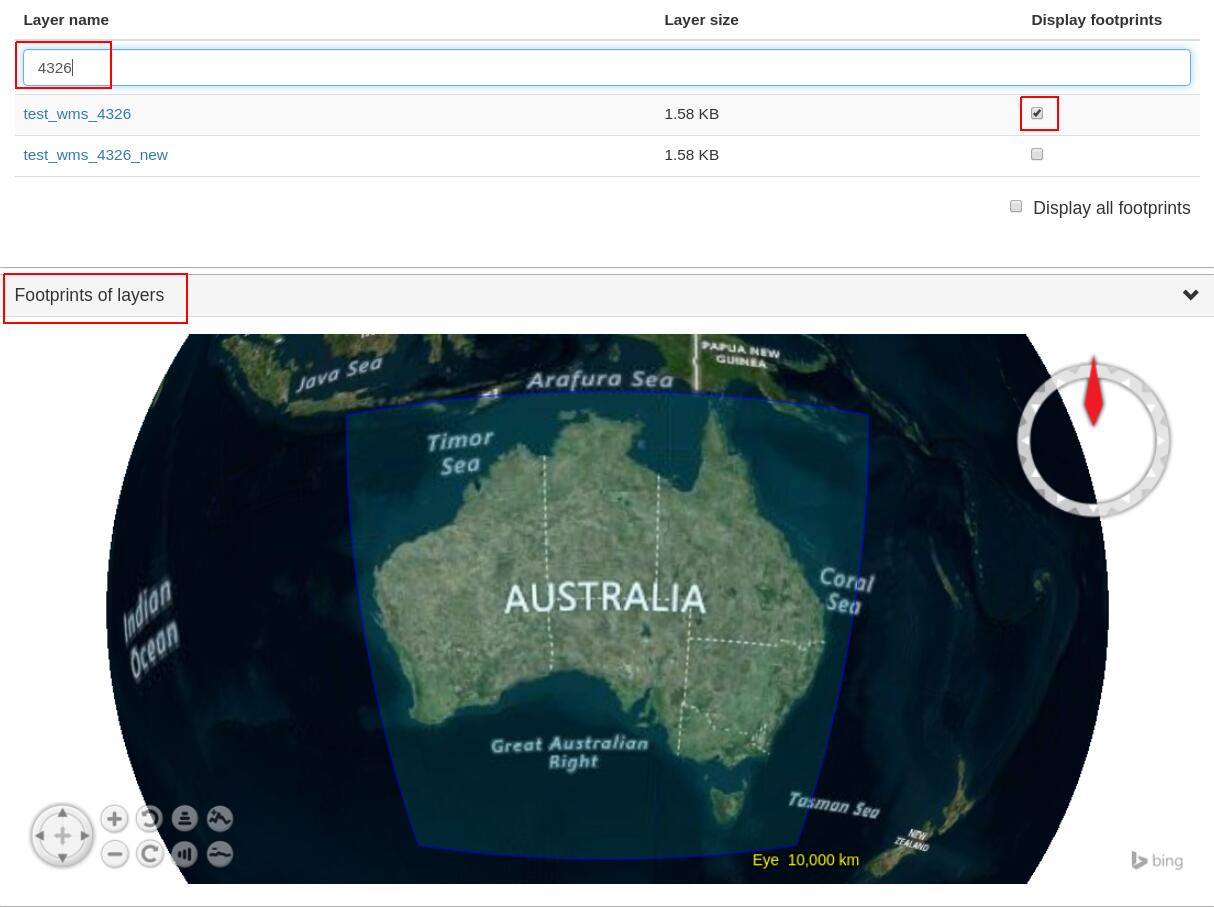 Layer name Layer size Display footprints
4326
test_wms_4326 1.58 KB
test_wms_4326_new 1.58 KB
Display all footprints
Footprints of layers
PAPUA NEW
GUINEA
Java Sea
Arafura Sea
Timor
Sea
AUSTRALIA
Coral
Sea
Indian
Ocean
Great Australian
Bight
Tasman Sea
NEW
ZEALAND
Eye 10,000 km
bing